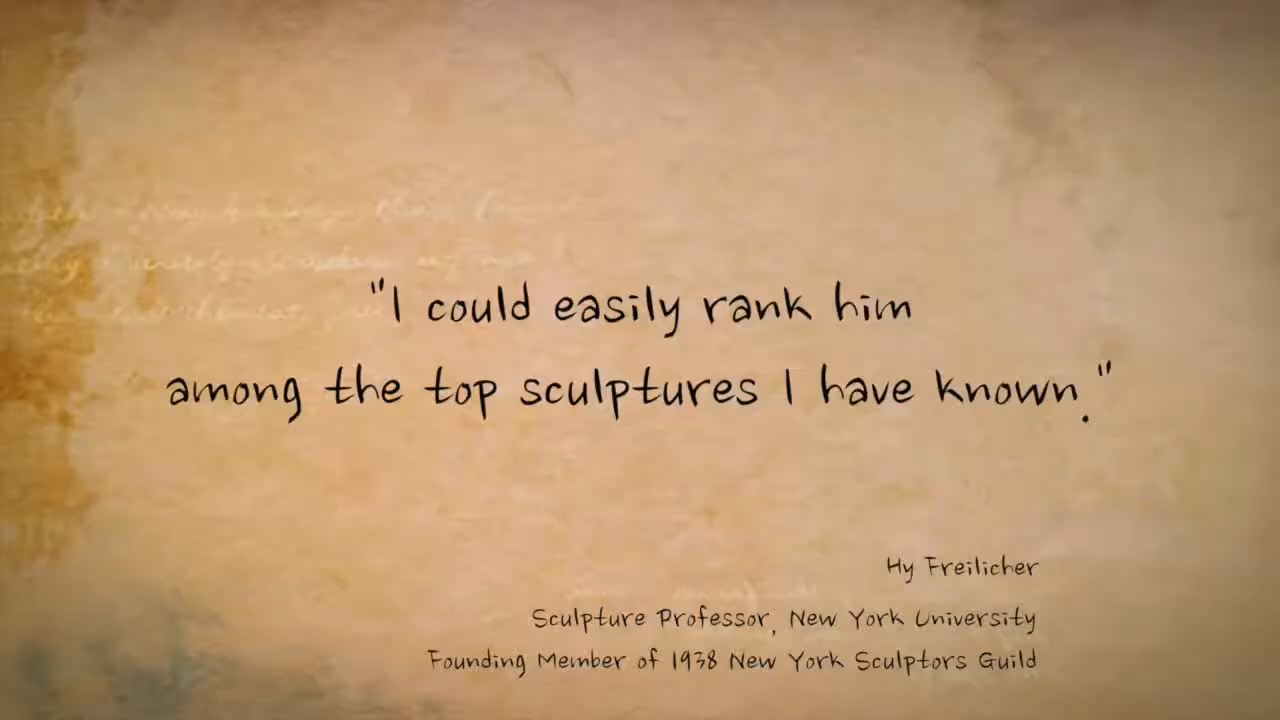 "I could easily rank him
among the top sculptures I have known."
Hy Freilicher
Sculpture Professor, New York University
Founding Member of 1938 New York Sculptors Guild